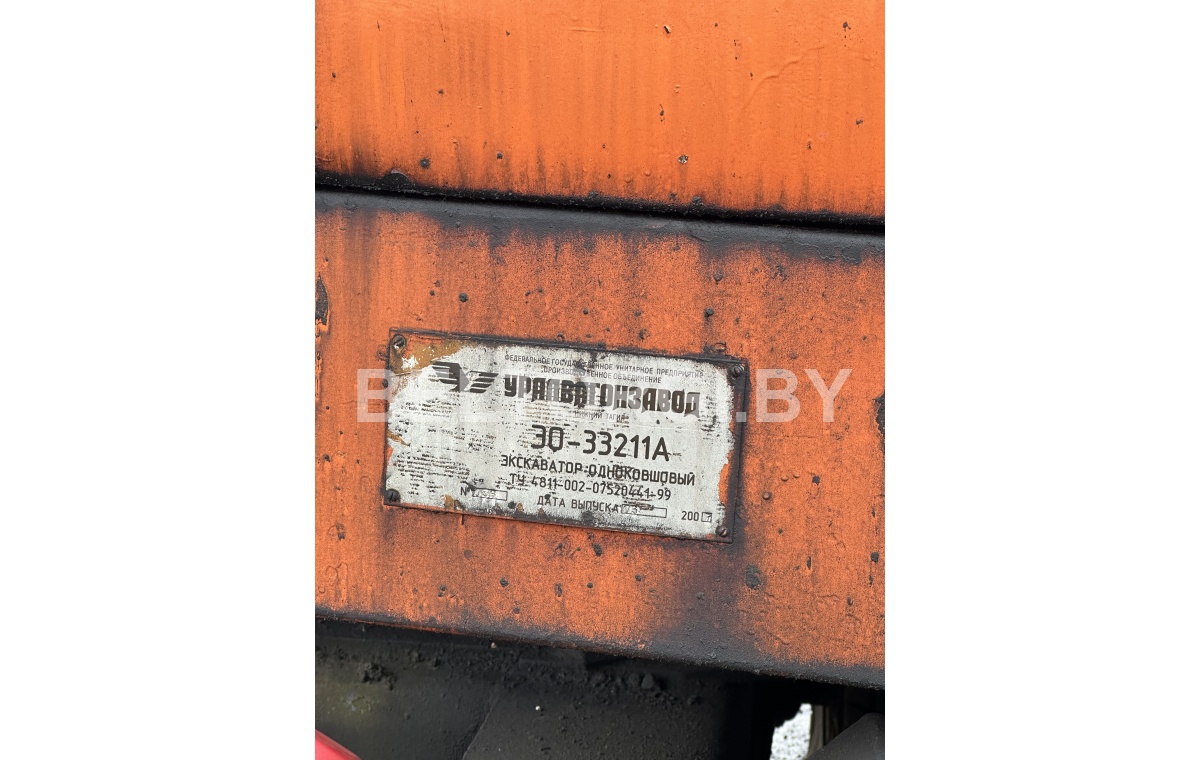 ФЕДЕРАЛЬНОЕ ГОСУДАРСТВЕННОЕ УНИТАРНОЕ ПРЕДПРИЯТИЕ
ПРОИЗВОДСТВЕННОЕ ОБЪЕДИНЕНИЕ
УРАЛВАГОНЗАВОД
НИЖНИЙ ТАГИЛ
ЭО-33211А
ЭКСКАВАТОР ОДНОКОВШОВЫЙ
ТУ 4811-002-07520441-99
№
ДАТА ВЫПУСКА 200
.BY